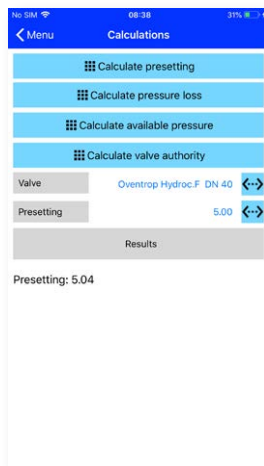 No SIM 08:38 31%
Menu Calculations
Calculate presetting
Calculate pressure loss
Calculate available pressure
Calculate valve authority
Valve Oventrop Hydroc.F DN 40
Presetting 5.00
Results
Presetting: 5.04